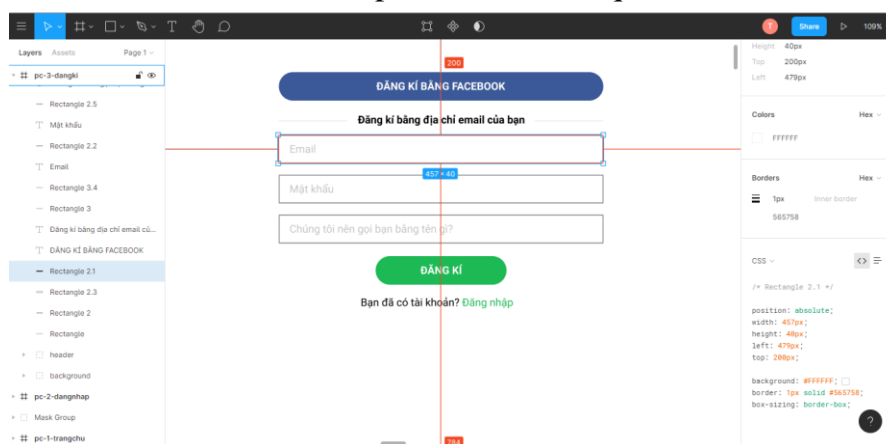 T
Share
109%
Layers
Assets
Page 1
pc-3-dangki
Rectangle 2.5
Mật khẩu
Rectangle 2.2
Email
Rectangle 3.4
Rectangle 3
Đăng kí bằng địa chỉ email củ...
ĐĂNG KÍ BẰNG FACEBOOK
Rectangle 2.1
Rectangle 2.3
Rectangle 2
Rectangle
header
background
pc-2-dangnhap
Mask Group
pc-1-trangchu
200
ĐĂNG KÍ BẰNG FACEBOOK
Đăng kí bằng địa chỉ email của bạn
Email
457 × 40
Mật khẩu
Chúng tôi nên gọi bạn bằng tên gì?
ĐĂNG KÍ
Bạn đã có tài khoản? Đăng nhập
784
Height 40px
Top 200px
Left 479px
Colors Hex
FFFFFF
Borders Hex
1px Inner border
565758
CSS
/* Rectangle 2.1 */
position: absolute;
width: 457px;
height: 40px;
left: 479px;
top: 200px;
background: #FFFFFF;
border: 1px solid #565758;
box-sizing: border-box;
?